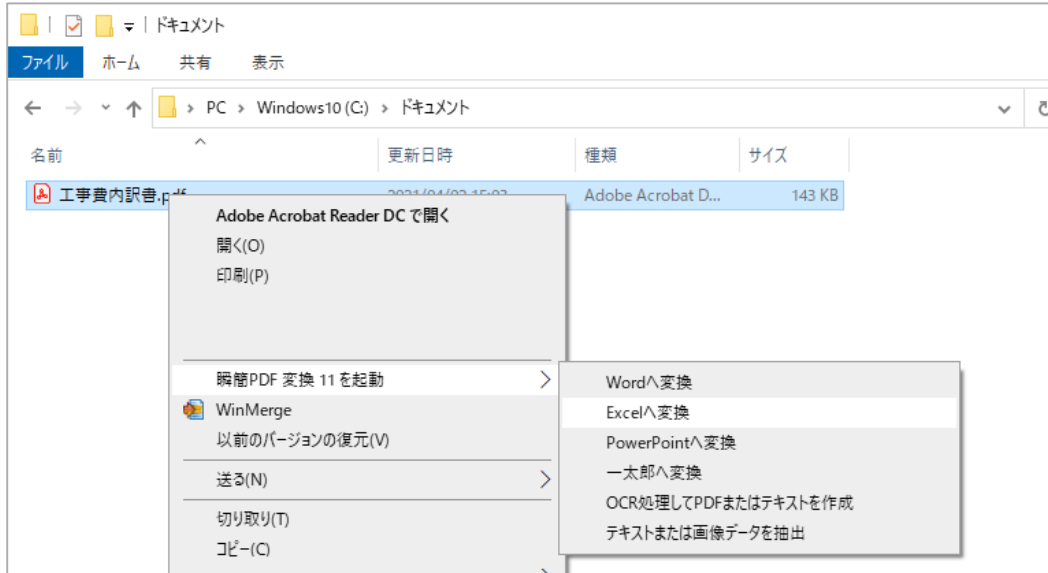 ドキュメント
ファイル ホーム 共有 表示
PC > Windows10 (C:) > ドキュメント
名前 更新日時 種類 サイズ
工事費内訳書.pdf 2021/04/02 15:03 Adobe Acrobat D... 143 KB
Adobe Acrobat Reader DC で開く
開く(O)
印刷(P)
瞬簡PDF 変換 11 を起動
WinMerge
以前のバージョンの復元(V)
送る(N)
切り取り(T)
コピー(C)
Wordへ変換
Excelへ変換
PowerPointへ変換
一太郎へ変換
OCR処理してPDFまたはテキストを作成
テキストまたは画像データを抽出